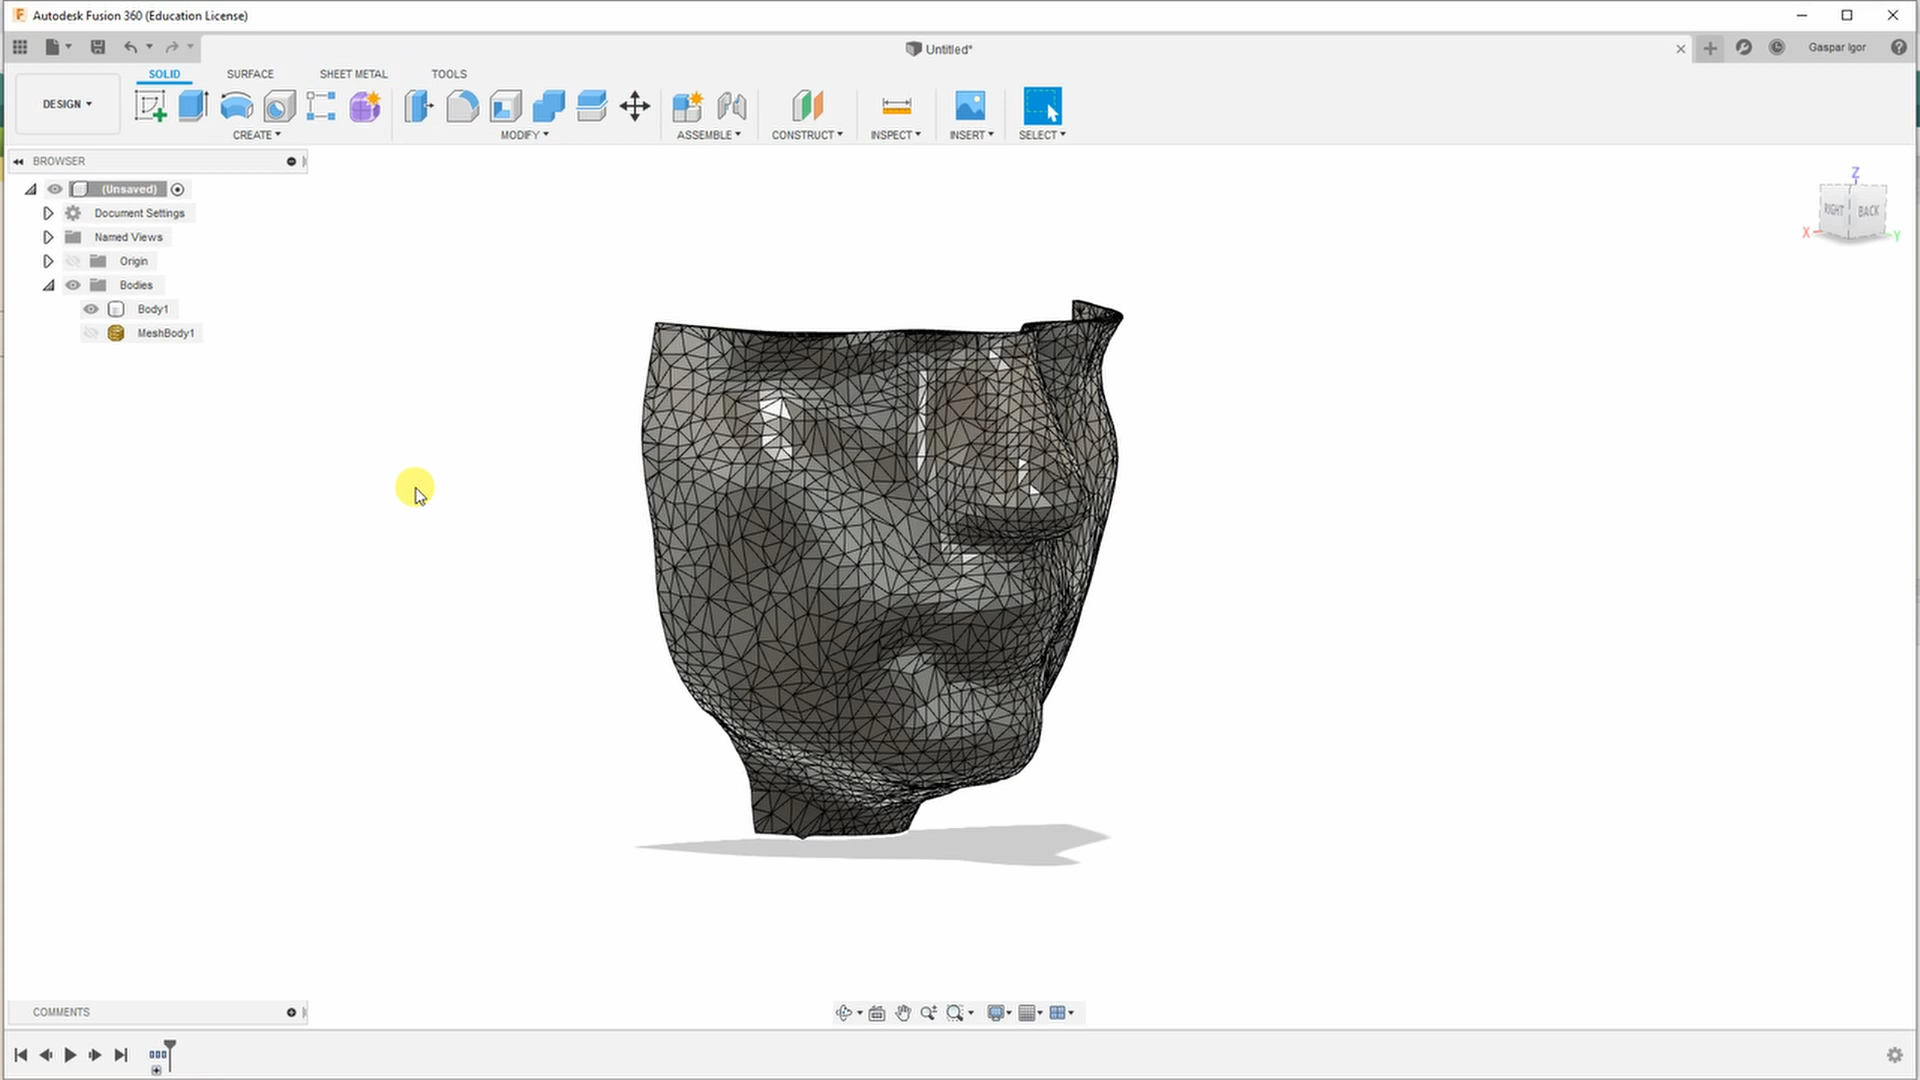 Autodesk Fusion 360 (Education License)
Untitled*
Gaspar Igor
SOLID SURFACE SHEET METAL TOOLS
DESIGN
CREATE MODIFY ASSEMBLE CONSTRUCT INSPECT INSERT SELECT
BROWSER
(Unsaved)
Document Settings
Named Views
Origin
Bodies
Body1
MeshBody1
Z
RIGHT BACK
X Y
COMMENTS